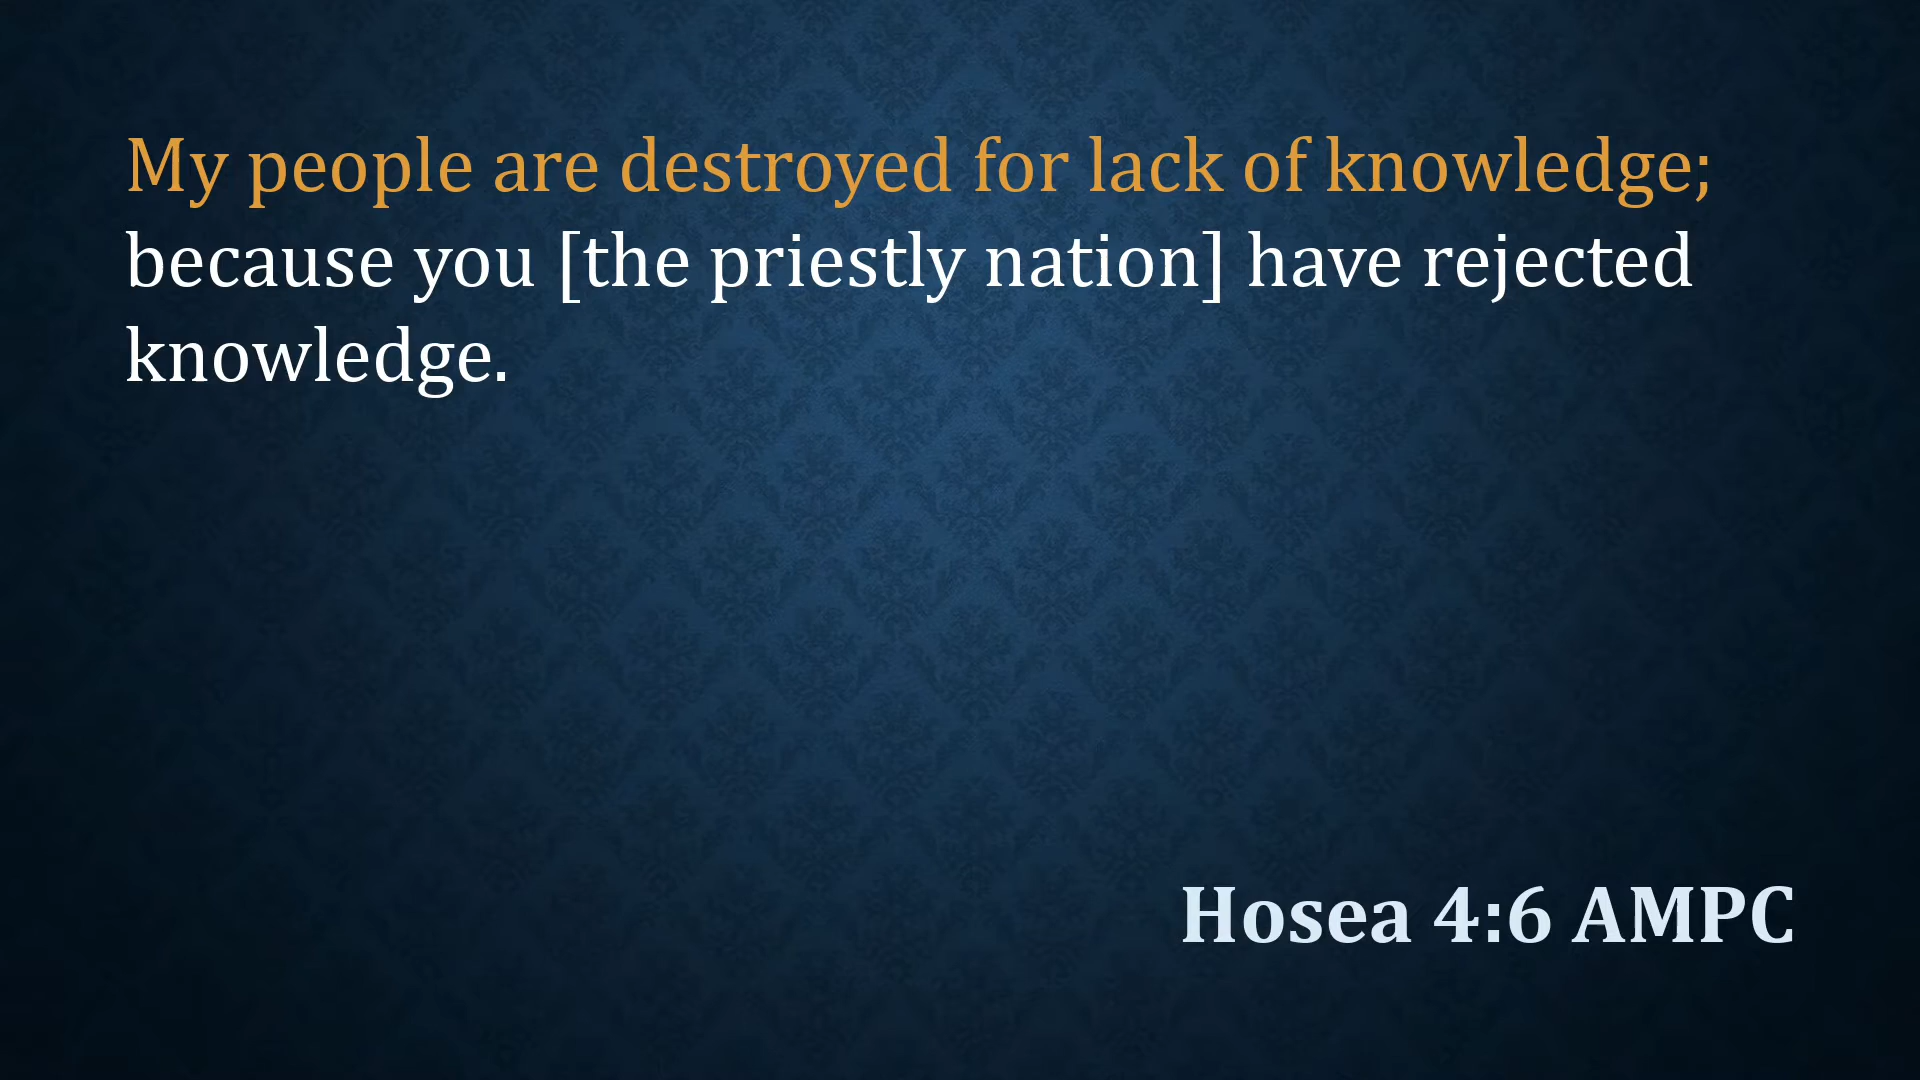 My people are destroyed for lack of knowledge;
because you [the priestly nation] have rejected
knowledge.
Hosea 4:6 AMPC